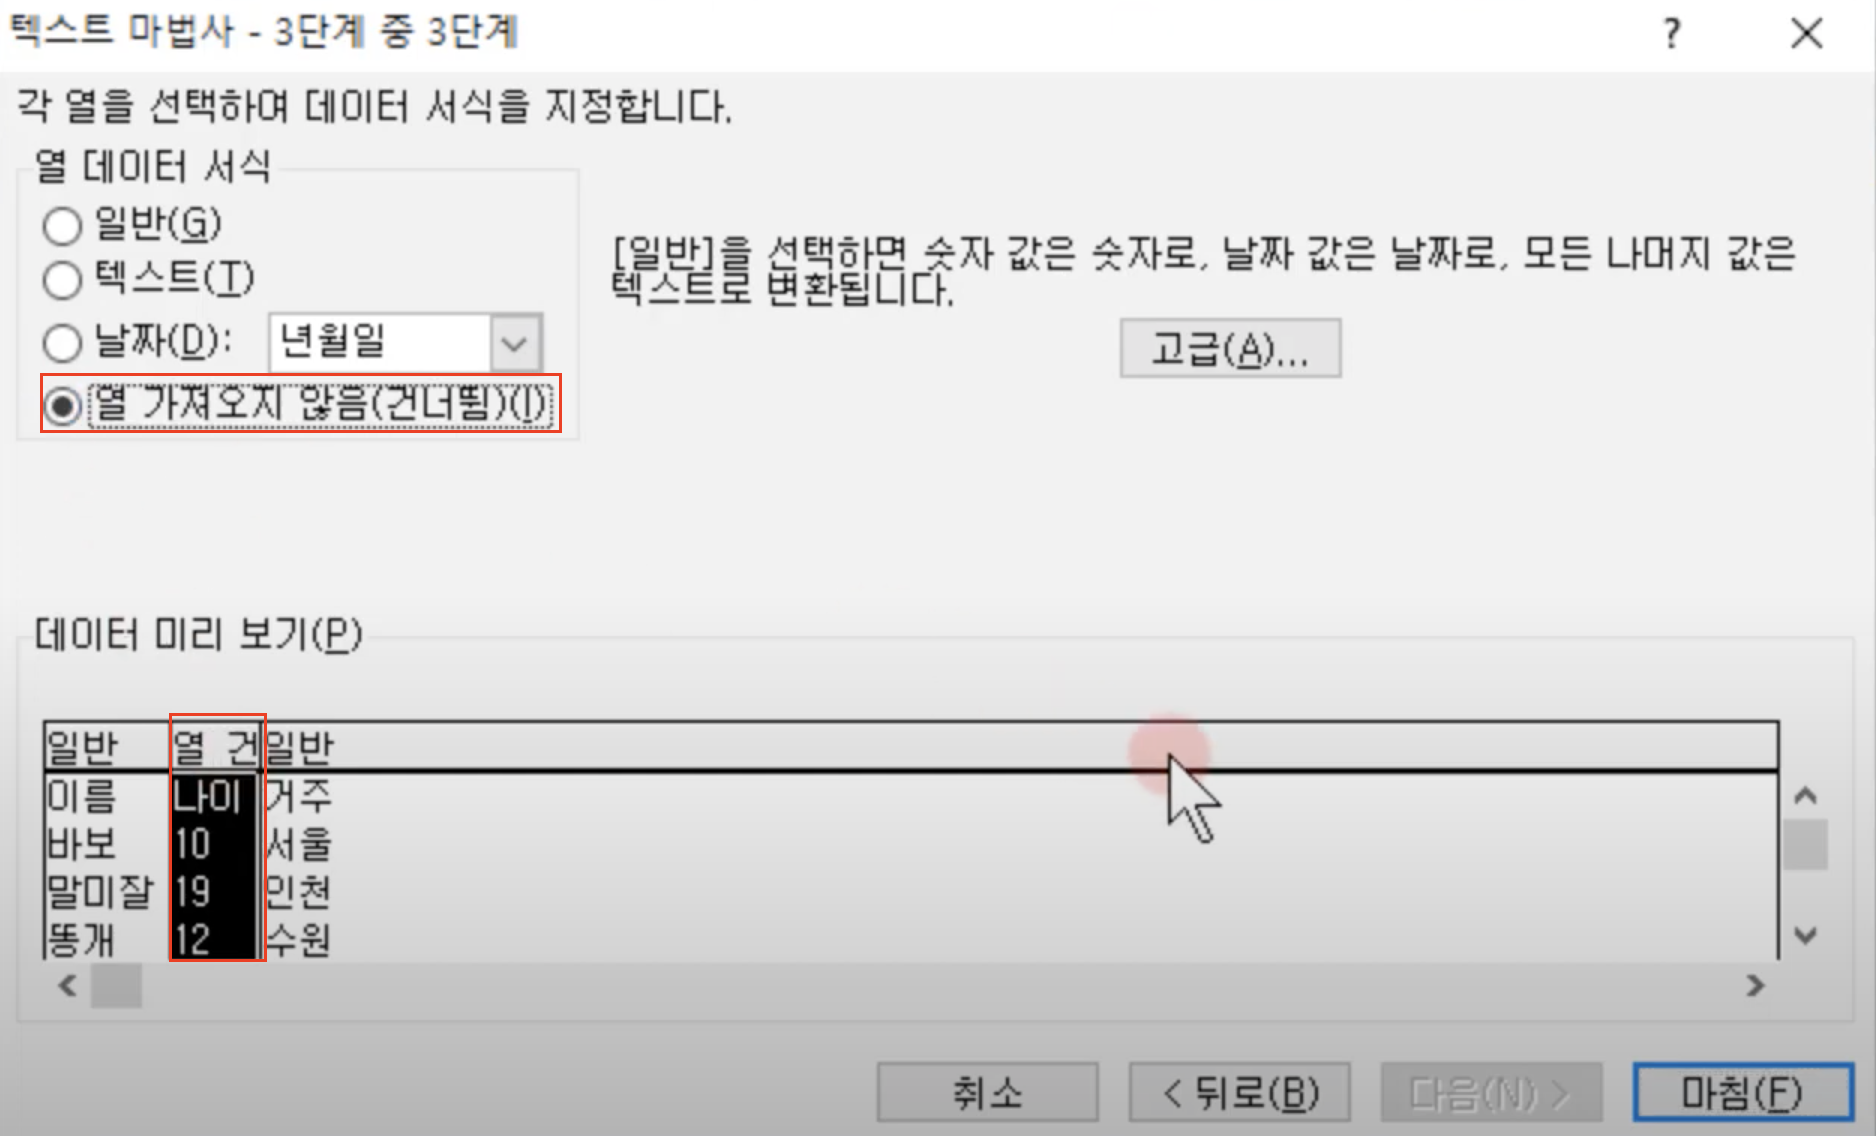 텍스트 마법사 - 3단계 중 3단계
?
각 열을 선택하여 데이터 서식을 지정합니다.
열 데이터 서식
일반(G)
텍스트(T)
날짜(D): 년월일
열 가져오지 않음(건너뜀)(I)
[일반]을 선택하면 숫자 값은 숫자로, 날짜 값은 날짜로, 모든 나머지 값은
텍스트로 변환됩니다.
고급(A)...
데이터 미리 보기(P)
일반 열 건 일반
이름 나이 거주
바보 10 서울
말미잘 19 인천
똥개 12 수원
취소 < 뒤로(B) 다음(N) > 마침(F)